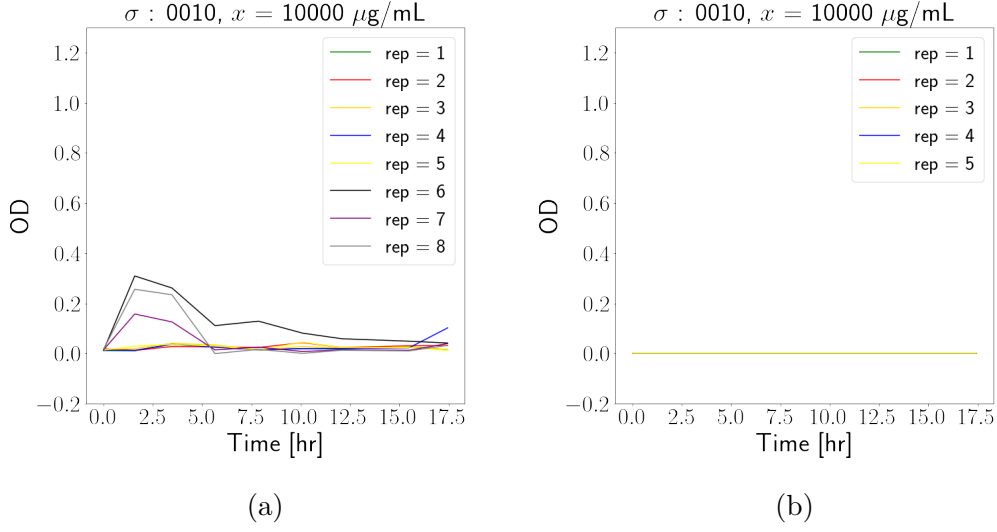 σ : 0010, x = 10000 μg/mL
OD
1.2
1.0
0.8
0.6
0.4
0.2
0.0
−0.2
rep = 1
rep = 2
rep = 3
rep = 4
rep = 5
rep = 6
rep = 7
rep = 8
0.0 2.5 5.0 7.5 10.0 12.5 15.0 17.5
Time [hr]
(a)
σ : 0010, x = 10000 μg/mL
OD
1.2
1.0
0.8
0.6
0.4
0.2
0.0
−0.2
rep = 1
rep = 2
rep = 3
rep = 4
rep = 5
0.0 2.5 5.0 7.5 10.0 12.5 15.0 17.5
Time [hr]
(b)